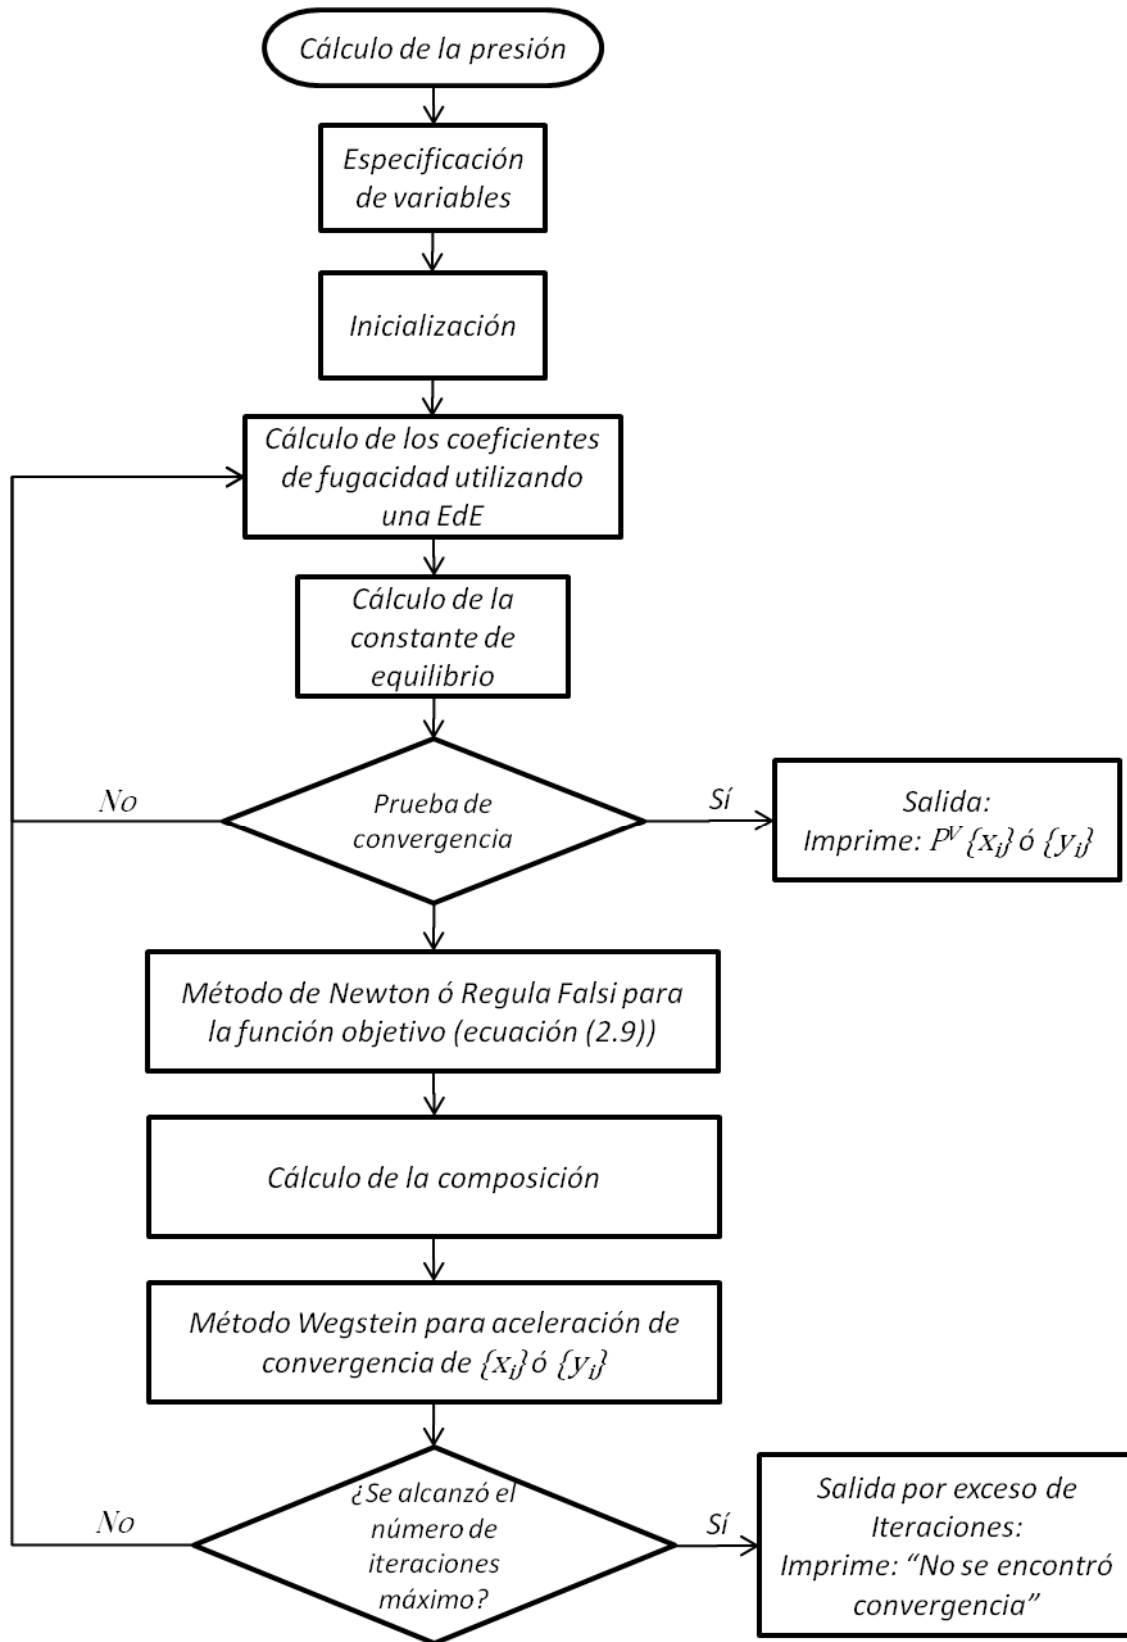 Cálculo de la presión
Especificación
de variables
Inicialización
Cálculo de los coeficientes
de fugacidad utilizando
una EdE
Cálculo de la
constante de
equilibrio
No
Prueba de
convergencia
Sí
Salida:
Imprime: P^V {x_i} ó {y_i}
Método de Newton ó Regula Falsi para
la función objetivo (ecuación (2.9))
Cálculo de la composición
Método Wegstein para aceleración de
convergencia de {x_i} ó {y_i}
No
¿Se alcanzó el
número de
iteraciones
máximo?
Sí
Salida por exceso de
Iteraciones:
Imprime: “No se encontró
convergencia”